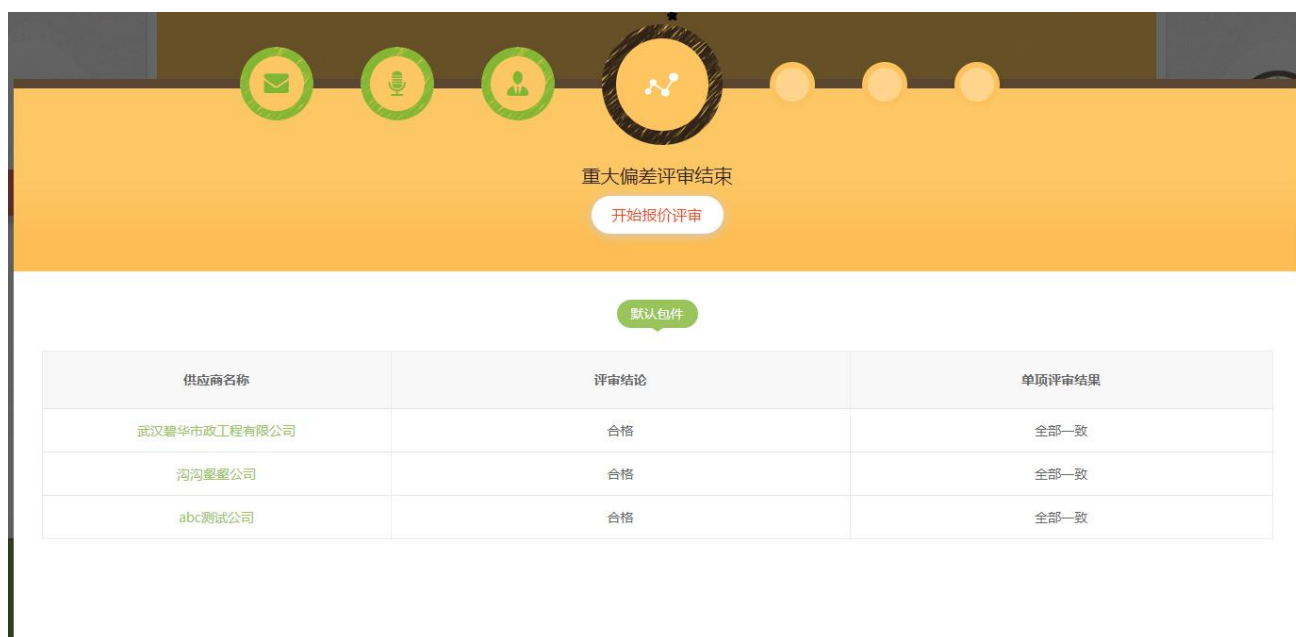 重大偏差评审结束
开始报价评审
默认包件
供应商名称 评审结论 单项评审结果
武汉碧华市政工程有限公司 合格 全部一致
沟沟壑壑公司 合格 全部一致
abc测试公司 合格 全部一致